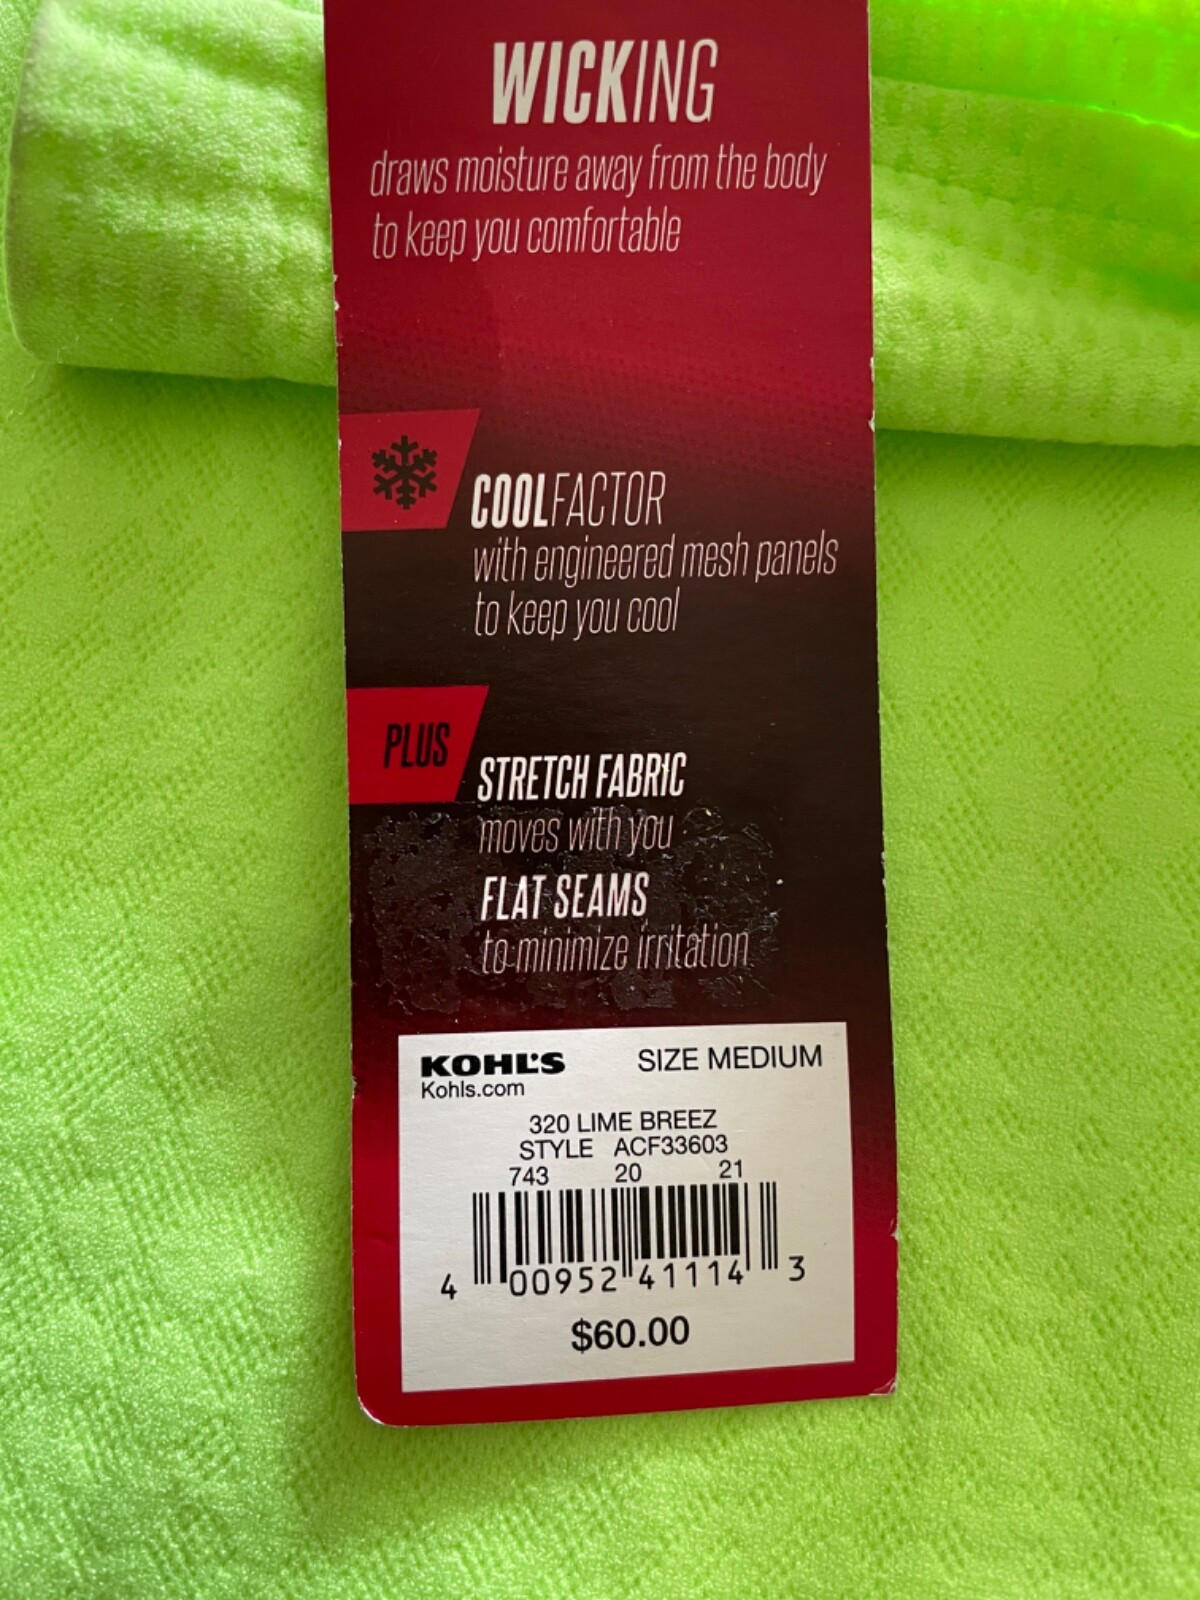 WICKING
draws moisture away from the body
to keep you comfortable
COOLFACTOR
with engineered mesh panels
to keep you cool
PLUS
STRETCH FABRIC
moves with you
FLAT SEAMS
to minimize irritation
KOHL'S SIZE MEDIUM
Kohls.com
320 LIME BREEZ
STYLE ACF33603
743 20 21
4 00952 41114 3
$60.00